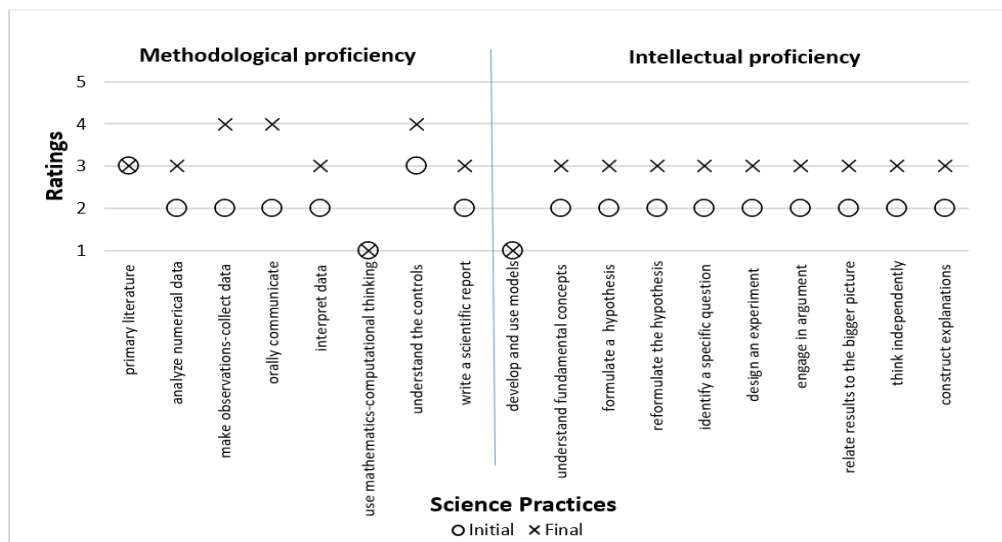 Methodological proficiency
Intellectual proficiency
Ratings
5
4
3
2
1
primary literature
analyze numerical data
make observations-collect data
orally communicate
interpret data
use mathematics-computational thinking
understand the controls
write a scientific report
develop and use models
understand fundamental concepts
formulate a hypothesis
reformulate the hypothesis
identify a specific question
design an experiment
engage in argument
relate results to the bigger picture
think independently
construct explanations
Science Practices
Initial
Final